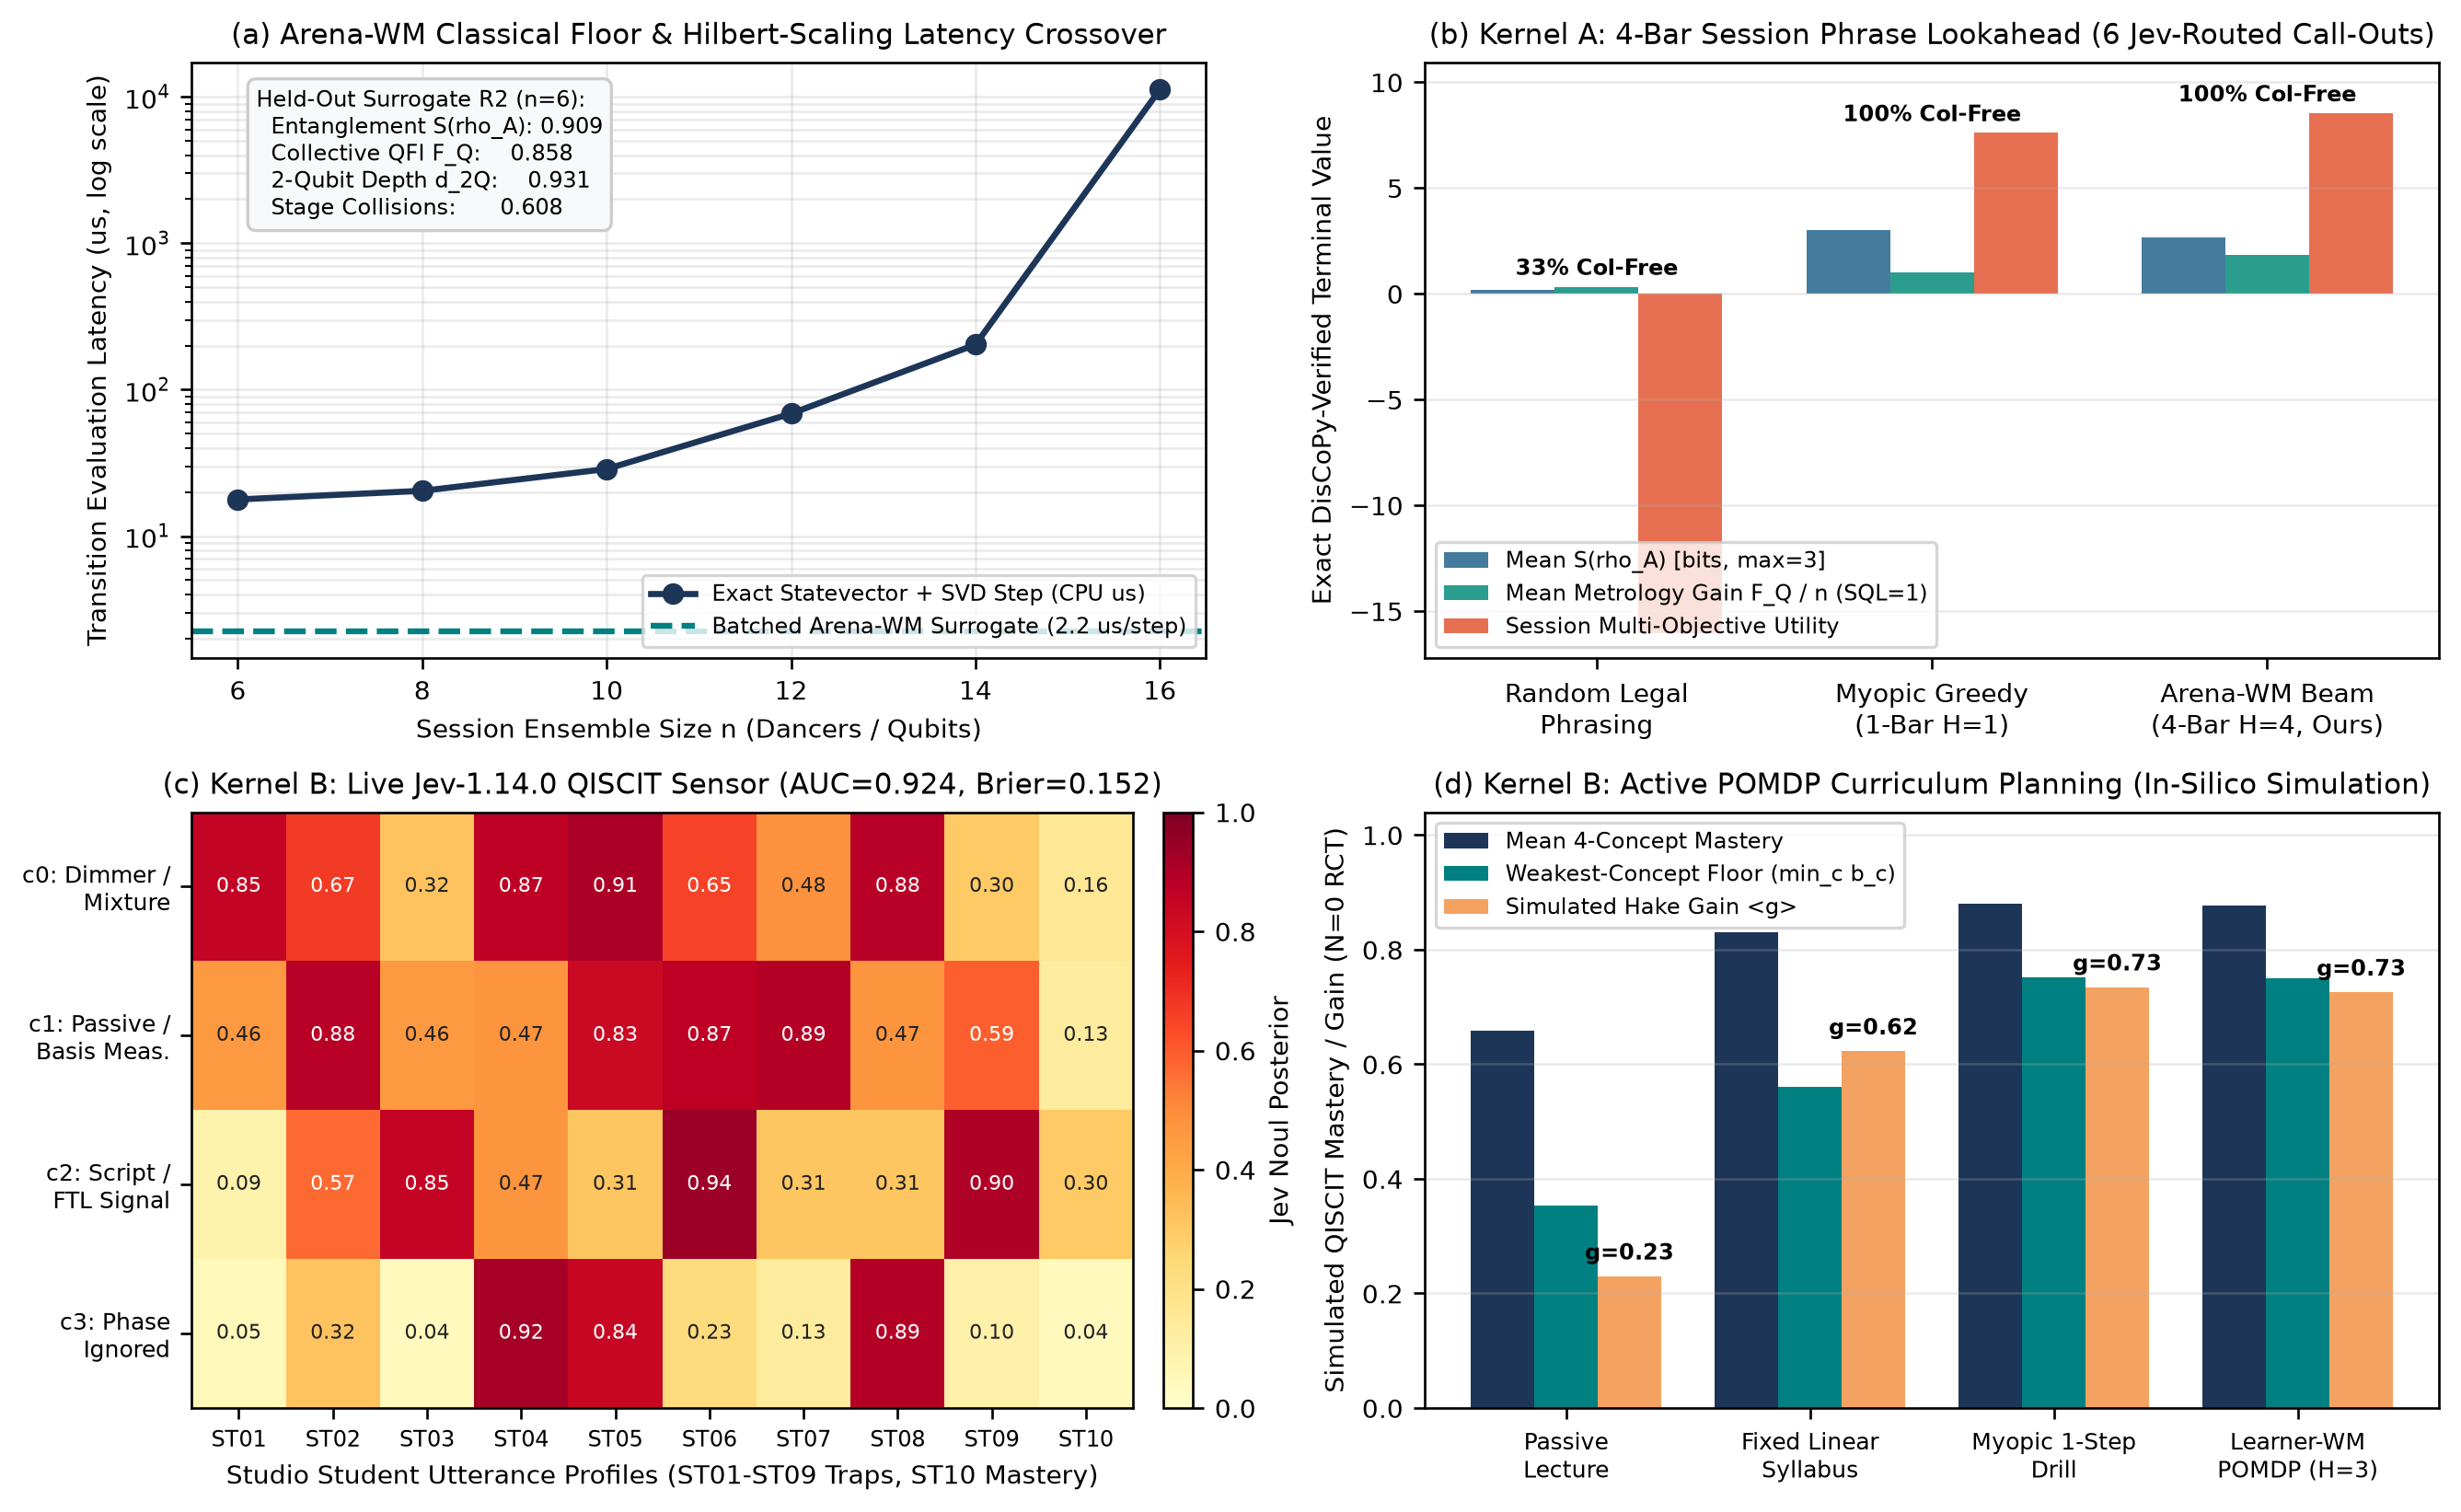 (a) Arena-WM Classical Floor & Hilbert-Scaling Latency Crossover
Transition Evaluation Latency (us, log scale)
10^4
10^3
10^2
10^1
Held-Out Surrogate R2 (n=6):
Entanglement S(rho_A): 0.909
Collective QFI F_Q: 0.858
2-Qubit Depth d_2Q: 0.931
Stage Collisions: 0.608
Exact Statevector + SVD Step (CPU us)
Batched Arena-WM Surrogate (2.2 us/step)
6 8 10 12 14 16
Session Ensemble Size n (Dancers / Qubits)
(b) Kernel A: 4-Bar Session Phrase Lookahead (6 Jev-Routed Call-Outs)
Exact DisCoPy-Verified Terminal Value
10
5
0
−5
−10
−15
33% Col-Free
100% Col-Free
100% Col-Free
Mean S(rho_A) [bits, max=3]
Mean Metrology Gain F_Q / n (SQL=1)
Session Multi-Objective Utility
Random Legal
Phrasing
Myopic Greedy
(1-Bar H=1)
Arena-WM Beam
(4-Bar H=4, Ours)
(c) Kernel B: Live Jev-1.14.0 QISCIT Sensor (AUC=0.924, Brier=0.152)
c0: Dimmer /
Mixture
0.85 0.67 0.32 0.87 0.91 0.65 0.48 0.88 0.30 0.16
c1: Passive /
Basis Meas.
0.46 0.88 0.46 0.47 0.83 0.87 0.89 0.47 0.59 0.13
c2: Script /
FTL Signal
0.09 0.57 0.85 0.47 0.31 0.94 0.31 0.31 0.90 0.30
c3: Phase
Ignored
0.05 0.32 0.04 0.92 0.84 0.23 0.13 0.89 0.10 0.04
ST01 ST02 ST03 ST04 ST05 ST06 ST07 ST08 ST09 ST10
Studio Student Utterance Profiles (ST01-ST09 Traps, ST10 Mastery)
1.0
0.8
0.6
0.4
0.2
0.0
Jev Noul Posterior
(d) Kernel B: Active POMDP Curriculum Planning (In-Silico Simulation)
Simulated QISCIT Mastery / Gain (N=0 RCT)
1.0
0.8
0.6
0.4
0.2
0.0
Mean 4-Concept Mastery
Weakest-Concept Floor (min_c b_c)
Simulated Hake Gain <g>
g=0.23
g=0.62
g=0.73
g=0.73
Passive
Lecture
Fixed Linear
Syllabus
Myopic 1-Step
Drill
Learner-WM
POMDP (H=3)